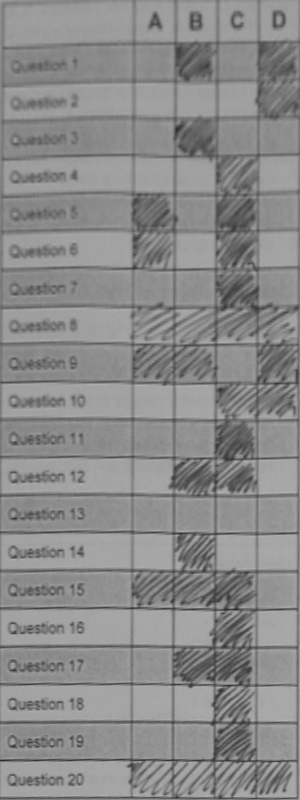 A B C D
Question 1
Question 2
Question 3
Question 4
Question 5
Question 6
Question 7
Question 8
Question 9
Question 10
Question 11
Question 12
Question 13
Question 14
Question 15
Question 16
Question 17
Question 18
Question 19
Question 20